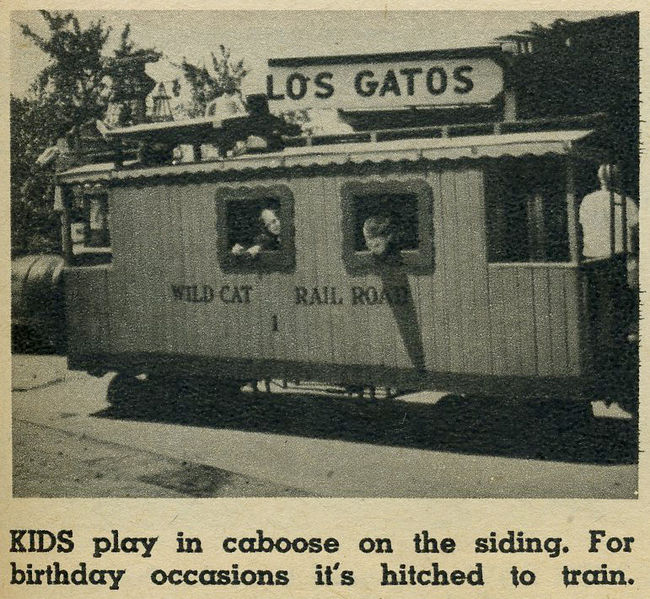 LOS GATOS
WILD CAT RAIL ROAD
1
KIDS play in caboose on the siding. For
birthday occasions it's hitched to train.